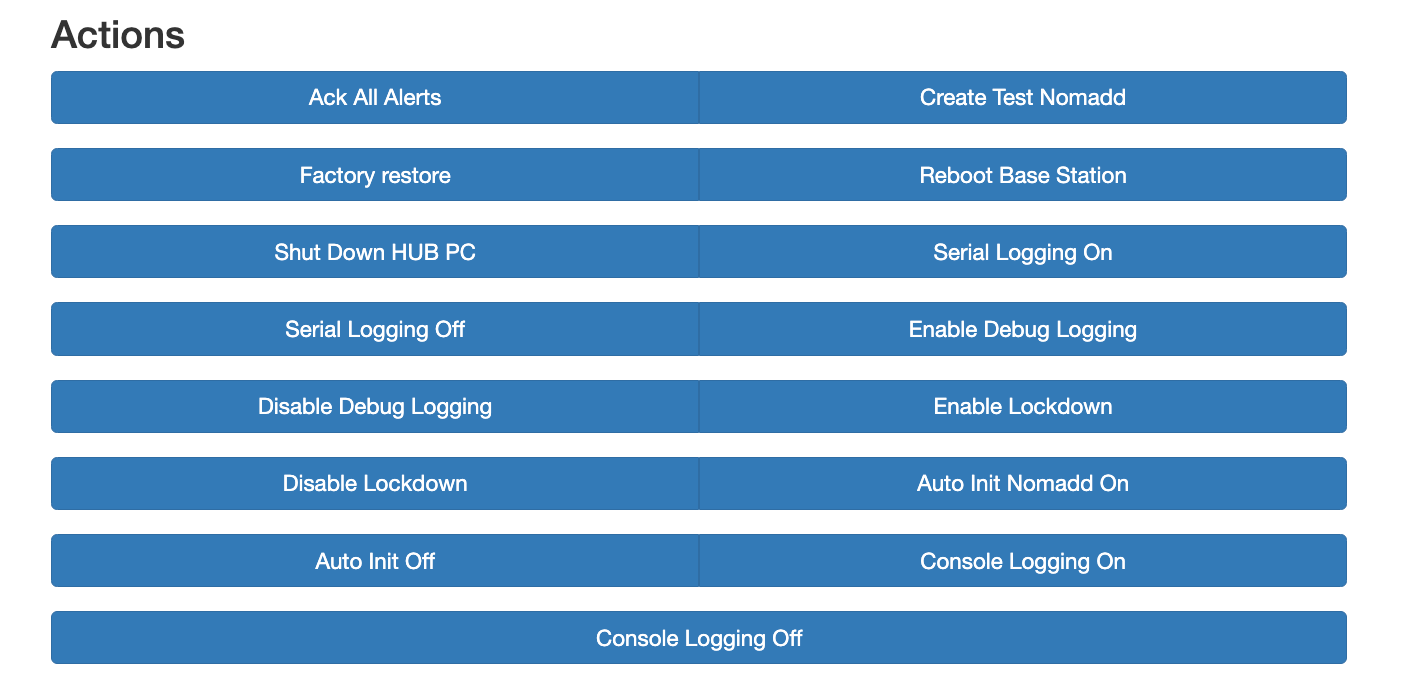 Actions
Ack All Alerts
Create Test Nomadd
Factory restore
Reboot Base Station
Shut Down HUB PC
Serial Logging On
Serial Logging Off
Enable Debug Logging
Disable Debug Logging
Enable Lockdown
Disable Lockdown
Auto Init Nomadd On
Auto Init Off
Console Logging On
Console Logging Off